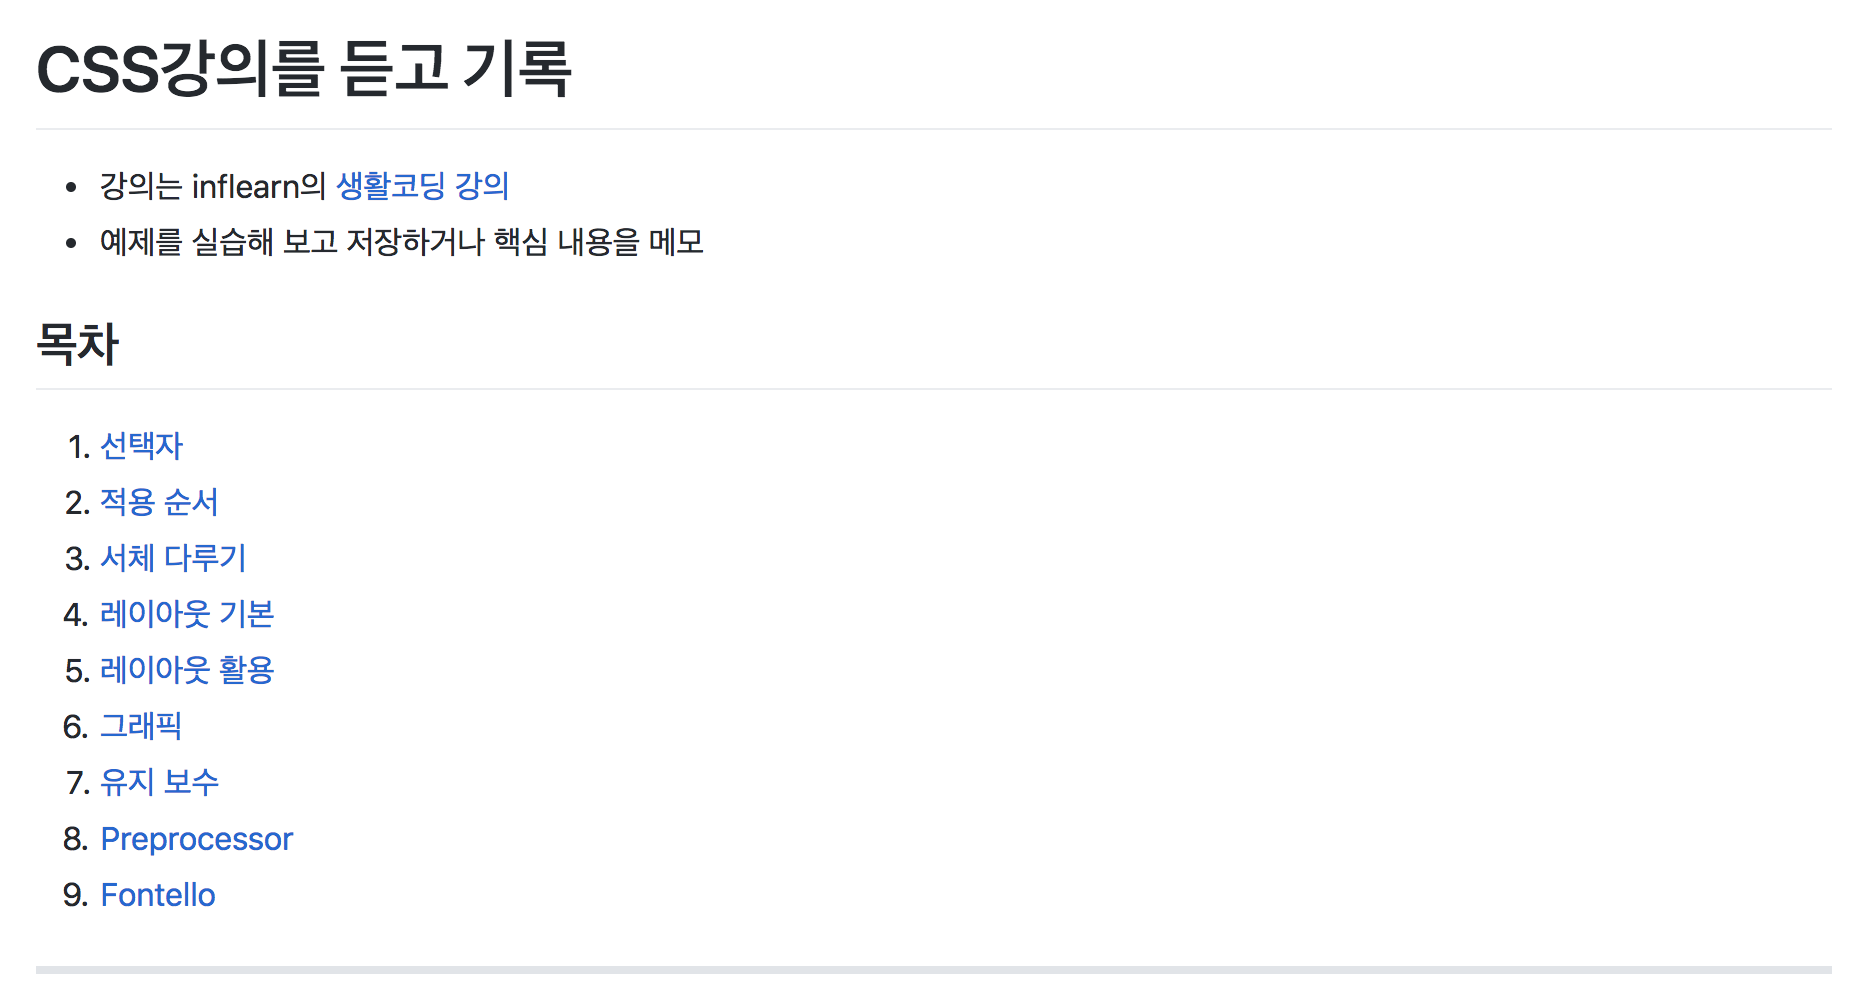 CSS강의를 듣고 기록
• 강의는 inflearn의 생활코딩 강의
• 예제를 실습해 보고 저장하거나 핵심 내용을 메모
목차
1. 선택자
2. 적용 순서
3. 서체 다루기
4. 레이아웃 기본
5. 레이아웃 활용
6. 그래픽
7. 유지 보수
8. Preprocessor
9. Fontello